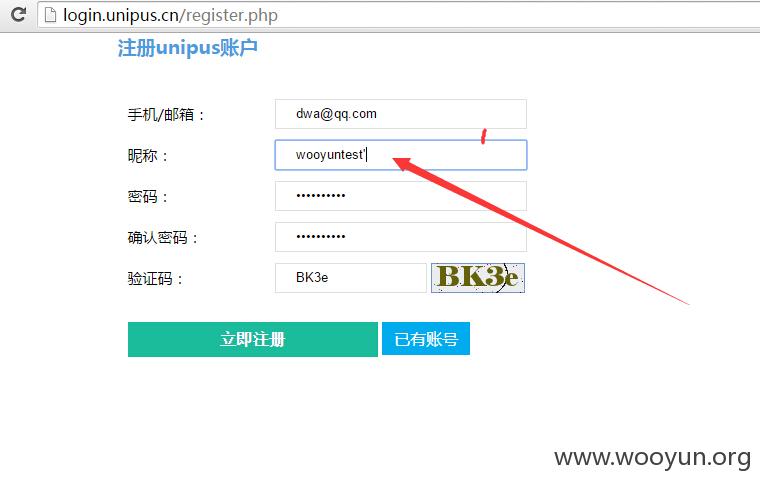 login.unipus.cn/register.php
注册unipus账户
手机/邮箱： dwa@qq.com
昵称： wooyuntest'
密码： ••••••••••
确认密码： ••••••••••
验证码： BK3e BK3e
立即注册 已有账号
www.wooyun.org